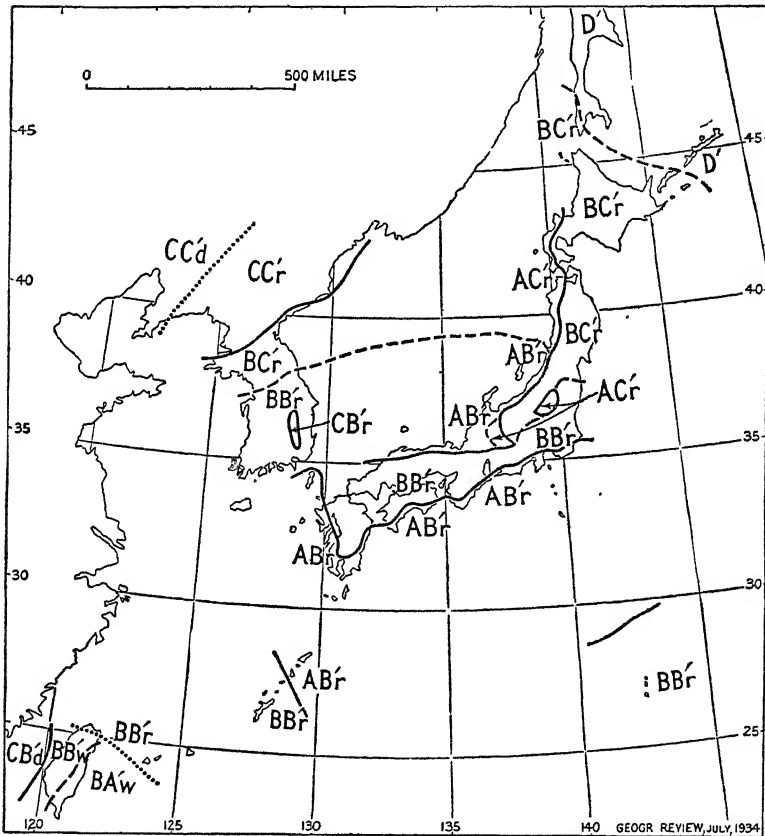 D'
0 500 MILES
45
BC'r
45
D'
BC'r
CC'd
CC'r
AC'r
40
40
BC'r
BC'r
AB'r
AC'r
BB'r
CB'r
AB'r
35
35
BB'r
BB'r
AB'r
AB'r
AB'r
30
30
AB'r
BB'r
BB'r
BB'r
25
CB'd
BB'w
BA'w
120
125
130
135
140
GEOGR REVIEW, JULY, 1934